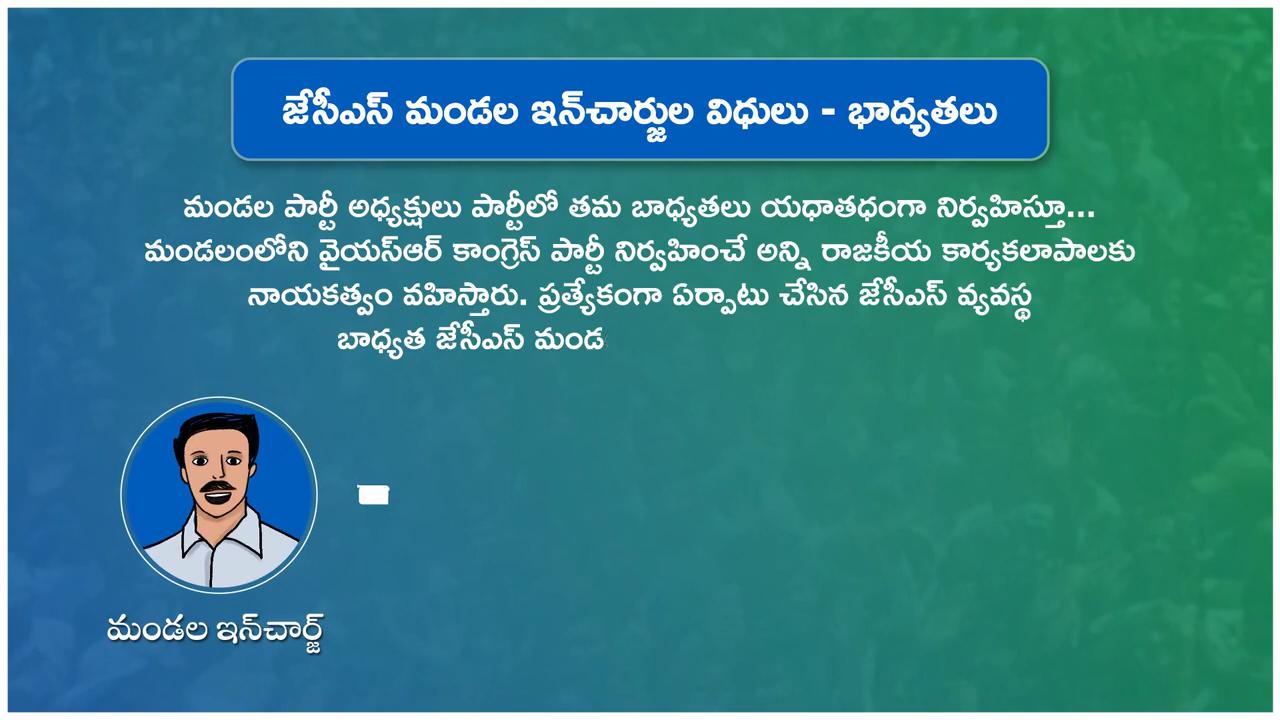 జేసీఎస్ మండల ఇన్‌చార్జుల విధులు - భాద్యతలు
మండల పార్టీ అధ్యక్షులు పార్టీలో తమ బాధ్యతలు యధాతధంగా నిర్వహిస్తూ...
మండలంలోని వైయస్ఆర్ కాంగ్రెస్ పార్టీ నిర్వహించే అన్ని రాజకీయ కార్యకలాపాలకు
నాయకత్వం వహిస్తారు. ప్రత్యేకంగా ఏర్పాటు చేసిన జేసీఎస్ వ్యవస్థ
బాధ్యత జేసీఎస్ మండ
మండల ఇన్‌చార్జ్